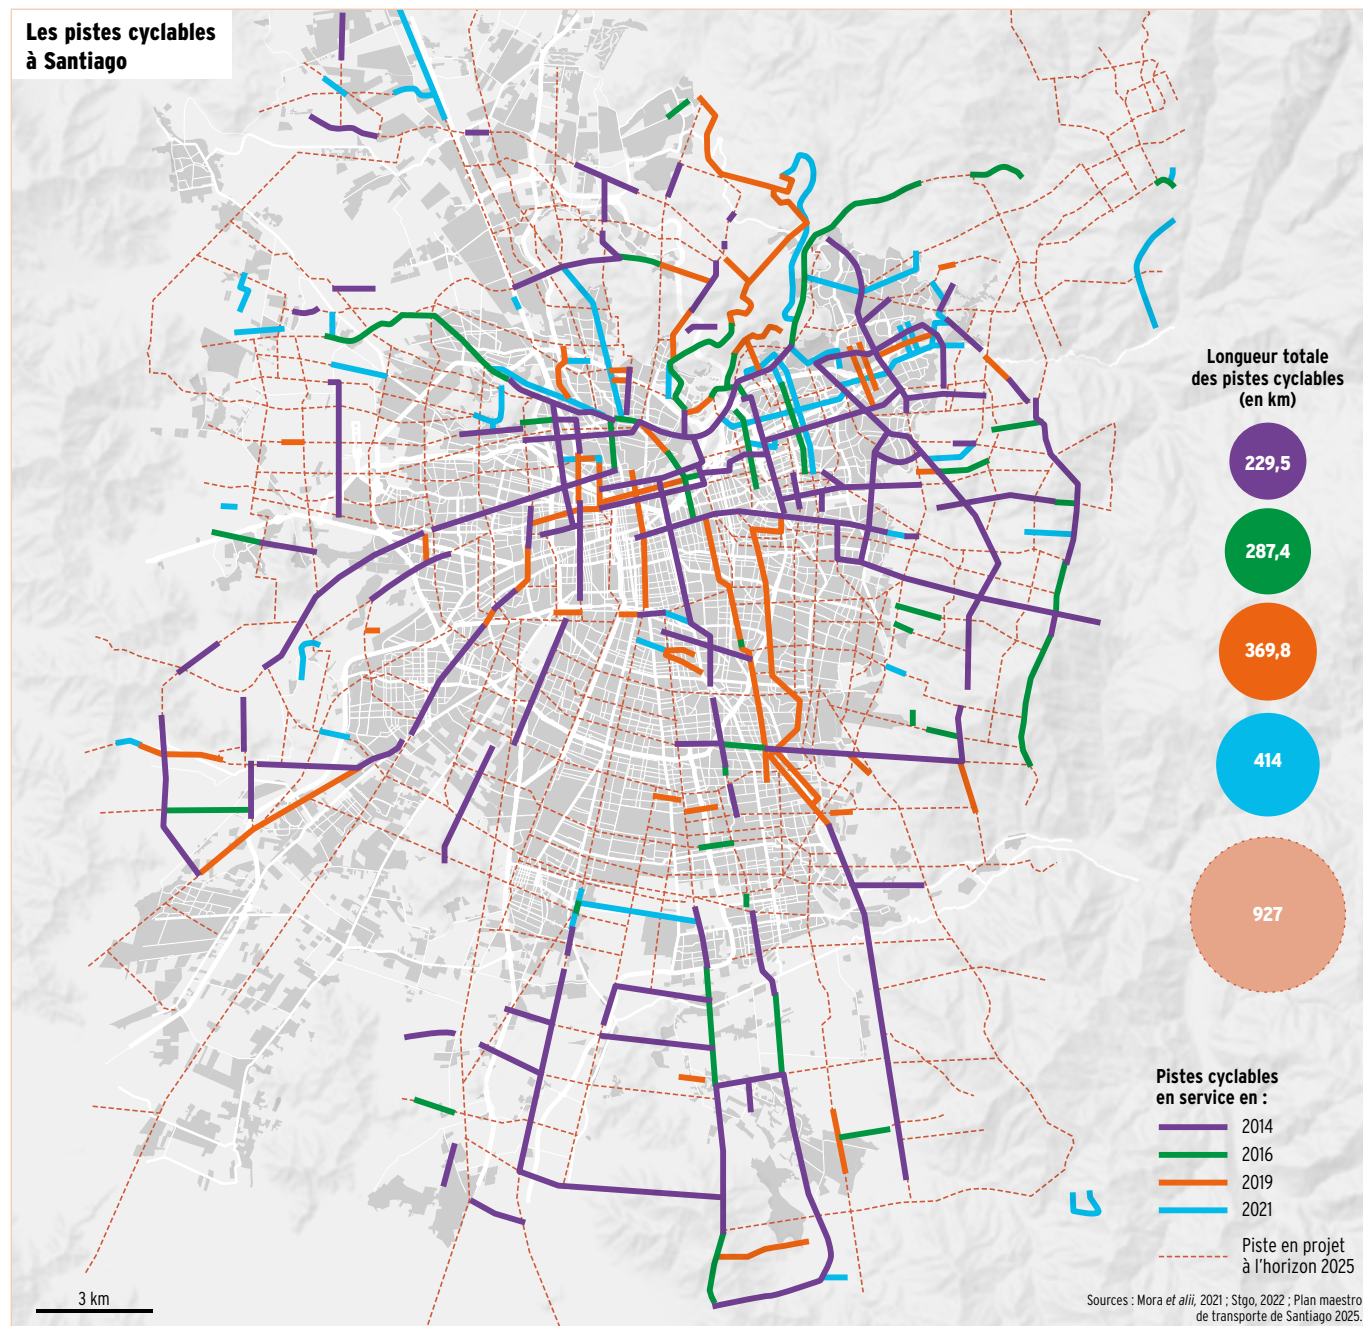 Les pistes cyclables
à Santiago
Longueur totale
des pistes cyclables
(en km)
229,5
287,4
369,8
414
927
Pistes cyclables
en service en :
2014
2016
2019
2021
Piste en projet
à l'horizon 2025
3 km
Sources : Mora et alii, 2021 ; Stgo, 2022 ; Plan maestro
de transporte de Santiago 2025.